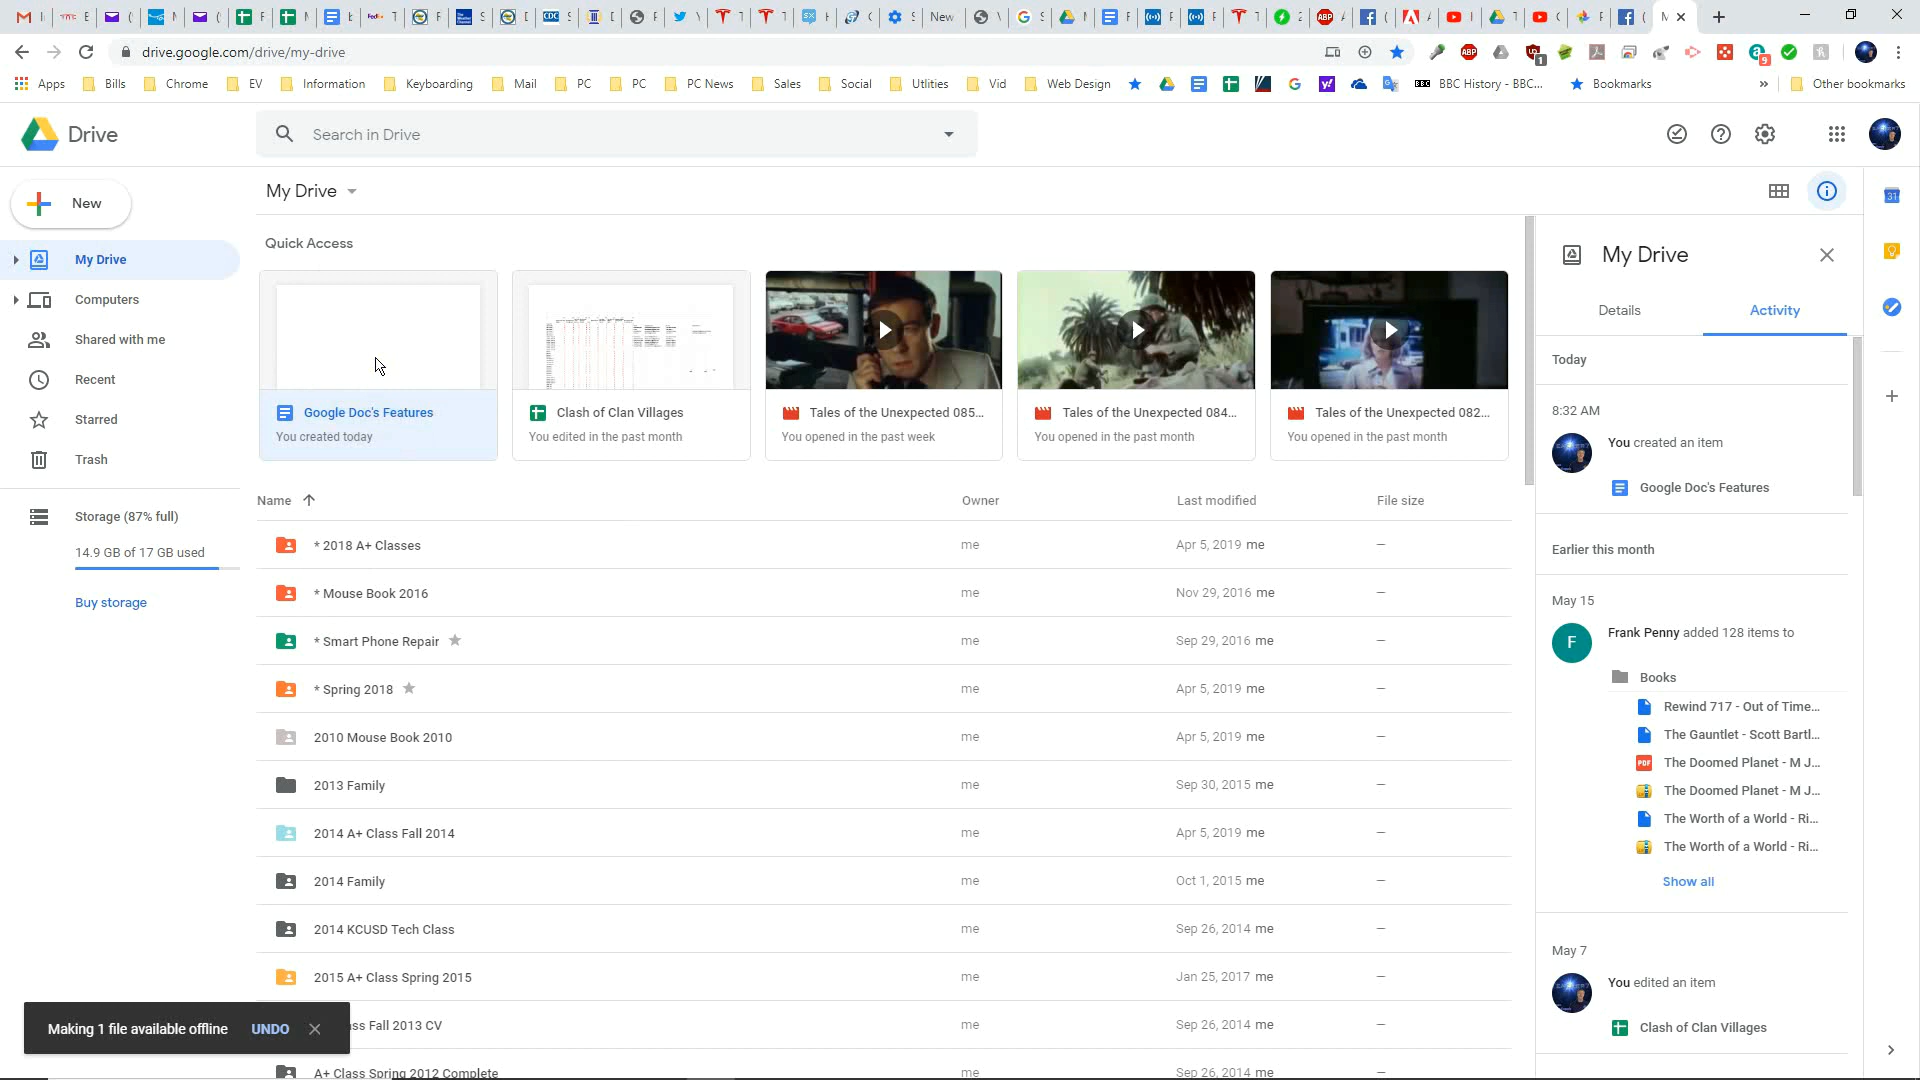 New
drive.google.com/drive/my-drive
1
9
Apps
Bills
Chrome
EV
Information
Keyboarding
Mail
PC
PC
PC News
Sales
Social
Utlities
Vid
Web Design
BBC History - BBC...
Bookmarks
»
Other bookmarks
Drive
Search in Drive
New
My Drive
My Drive
Computers
Shared with me
Recent
Starred
Trash
Storage (87% full)
14.9 GB of 17 GB used
Buy storage
Quick Access
Google Doc's Features
You created today
Clash of Clan Villages
You edited in the past month
Tales of the Unexpected 085...
You opened in the past week
Tales of the Unexpected 084...
You opened in the past month
Tales of the Unexpected 082...
You opened in the past month
Name Owner Last modified File size
* 2018 A+ Classes me Apr 5, 2019 me —
* Mouse Book 2016 me Nov 29, 2016 me —
* Smart Phone Repair me Sep 29, 2016 me —
* Spring 2018 me Apr 5, 2019 me —
2010 Mouse Book 2010 me Apr 5, 2019 me —
2013 Family me Sep 30, 2015 me —
2014 A+ Class Fall 2014 me Apr 5, 2019 me —
2014 Family me Oct 1, 2015 me —
2014 KCUSD Tech Class me Sep 26, 2014 me —
2015 A+ Class Spring 2015 me Jan 25, 2017 me —
ss Fall 2013 CV me Sep 26, 2014 me —
A+ Class Spring 2012 Complete me Sep 26, 2014 me —
Making 1 file available offline UNDO
My Drive
Details Activity
Today
8:32 AM
You created an item
Google Doc's Features
Earlier this month
May 15
F
Frank Penny added 128 items to
Books
Rewind 717 - Out of Time...
The Gauntlet - Scott Bartl...
PDF
The Doomed Planet - M J...
The Doomed Planet - M J...
The Worth of a World - Ri...
The Worth of a World - Ri...
Show all
May 7
You edited an item
Clash of Clan Villages
31